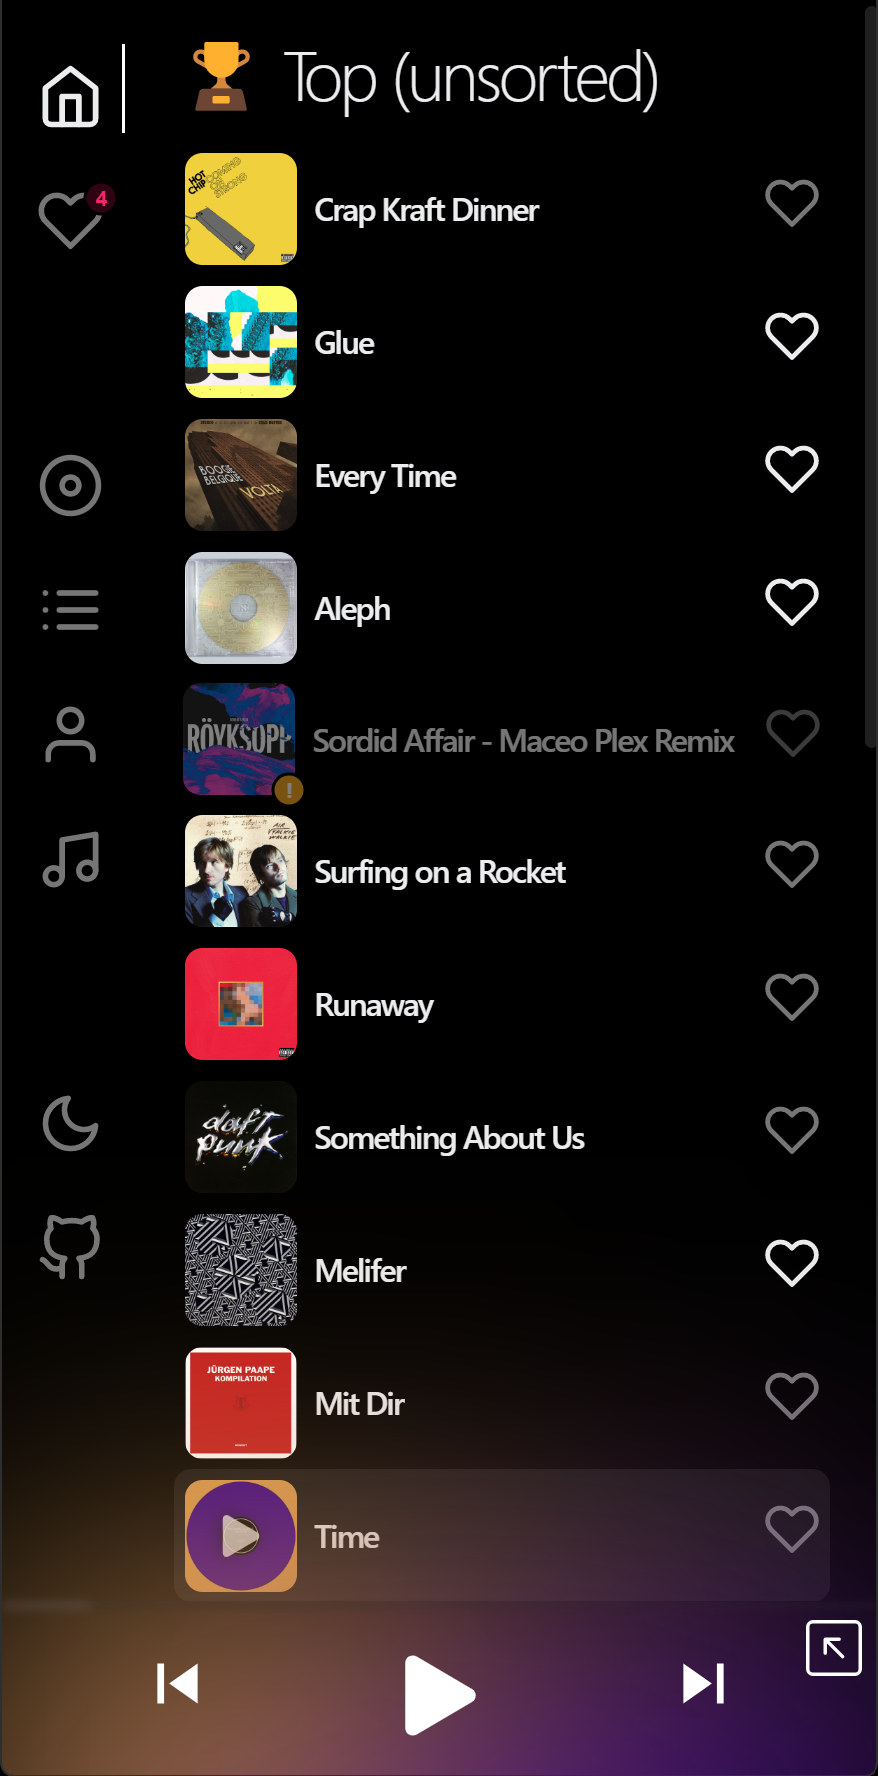 Top (unsorted)
4
HOT CHIP
COMING ON STRONG
Crap Kraft Dinner
Glue
BOOGIE BELGIQUE
VOLTA
Every Time
Aleph
RÖYKSOPP
Sordid Affair - Maceo Plex Remix
!
Surfing on a Rocket
Runaway
daft punk
Something About Us
Melifer
JÜRGEN PAAPE
KOMPILATION
Mit Dir
Time